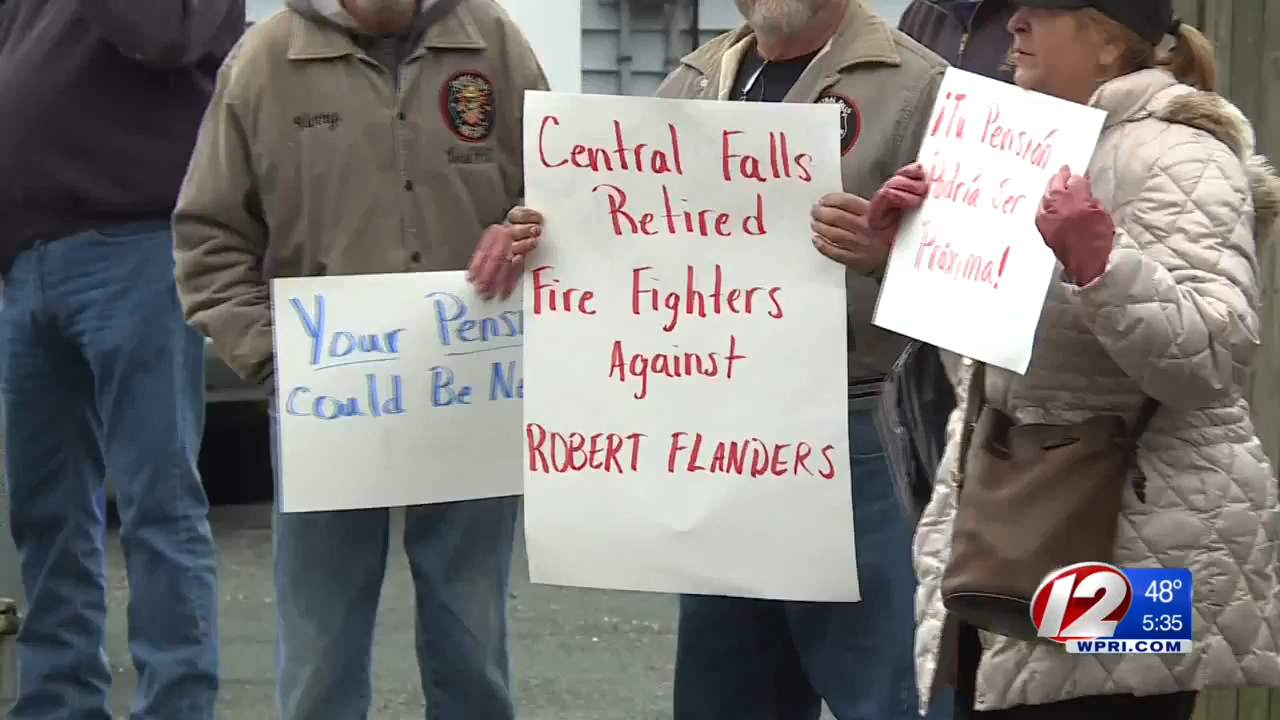 Your Pens
Could Be Ne
Central Falls
Retired
Fire Fighters
Against
ROBERT FLANDERS
¡Tu Pensión
Podría Ser
Próxima!
12
48°
5:35
WPRI.COM